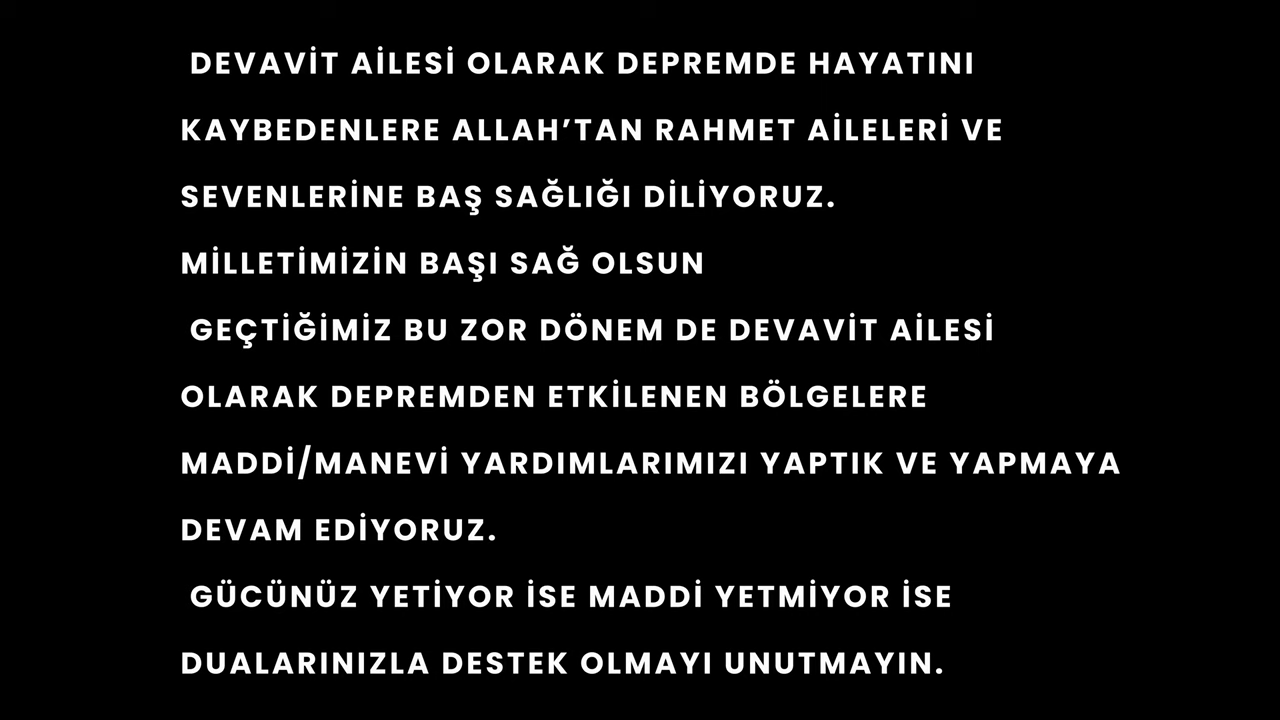 DEVAVİT AİLESİ OLARAK DEPREMDE HAYATINI
KAYBEDENLERE ALLAH’TAN RAHMET AİLELERİ VE
SEVENLERİNE BAŞ SAĞLIĞI DİLİYORUZ.
MİLLETİMİZİN BAŞI SAĞ OLSUN
GEÇTİĞİMİZ BU ZOR DÖNEM DE DEVAVİT AİLESİ
OLARAK DEPREMDEN ETKİLENEN BÖLGELERE
MADDİ/MANEVİ YARDIMLARIMIZI YAPTIK VE YAPMAYA
DEVAM EDİYORUZ.
GÜCÜNÜZ YETİYOR İSE MADDİ YETMİYOR İSE
DUALARINIZLA DESTEK OLMAYI UNUTMAYIN.